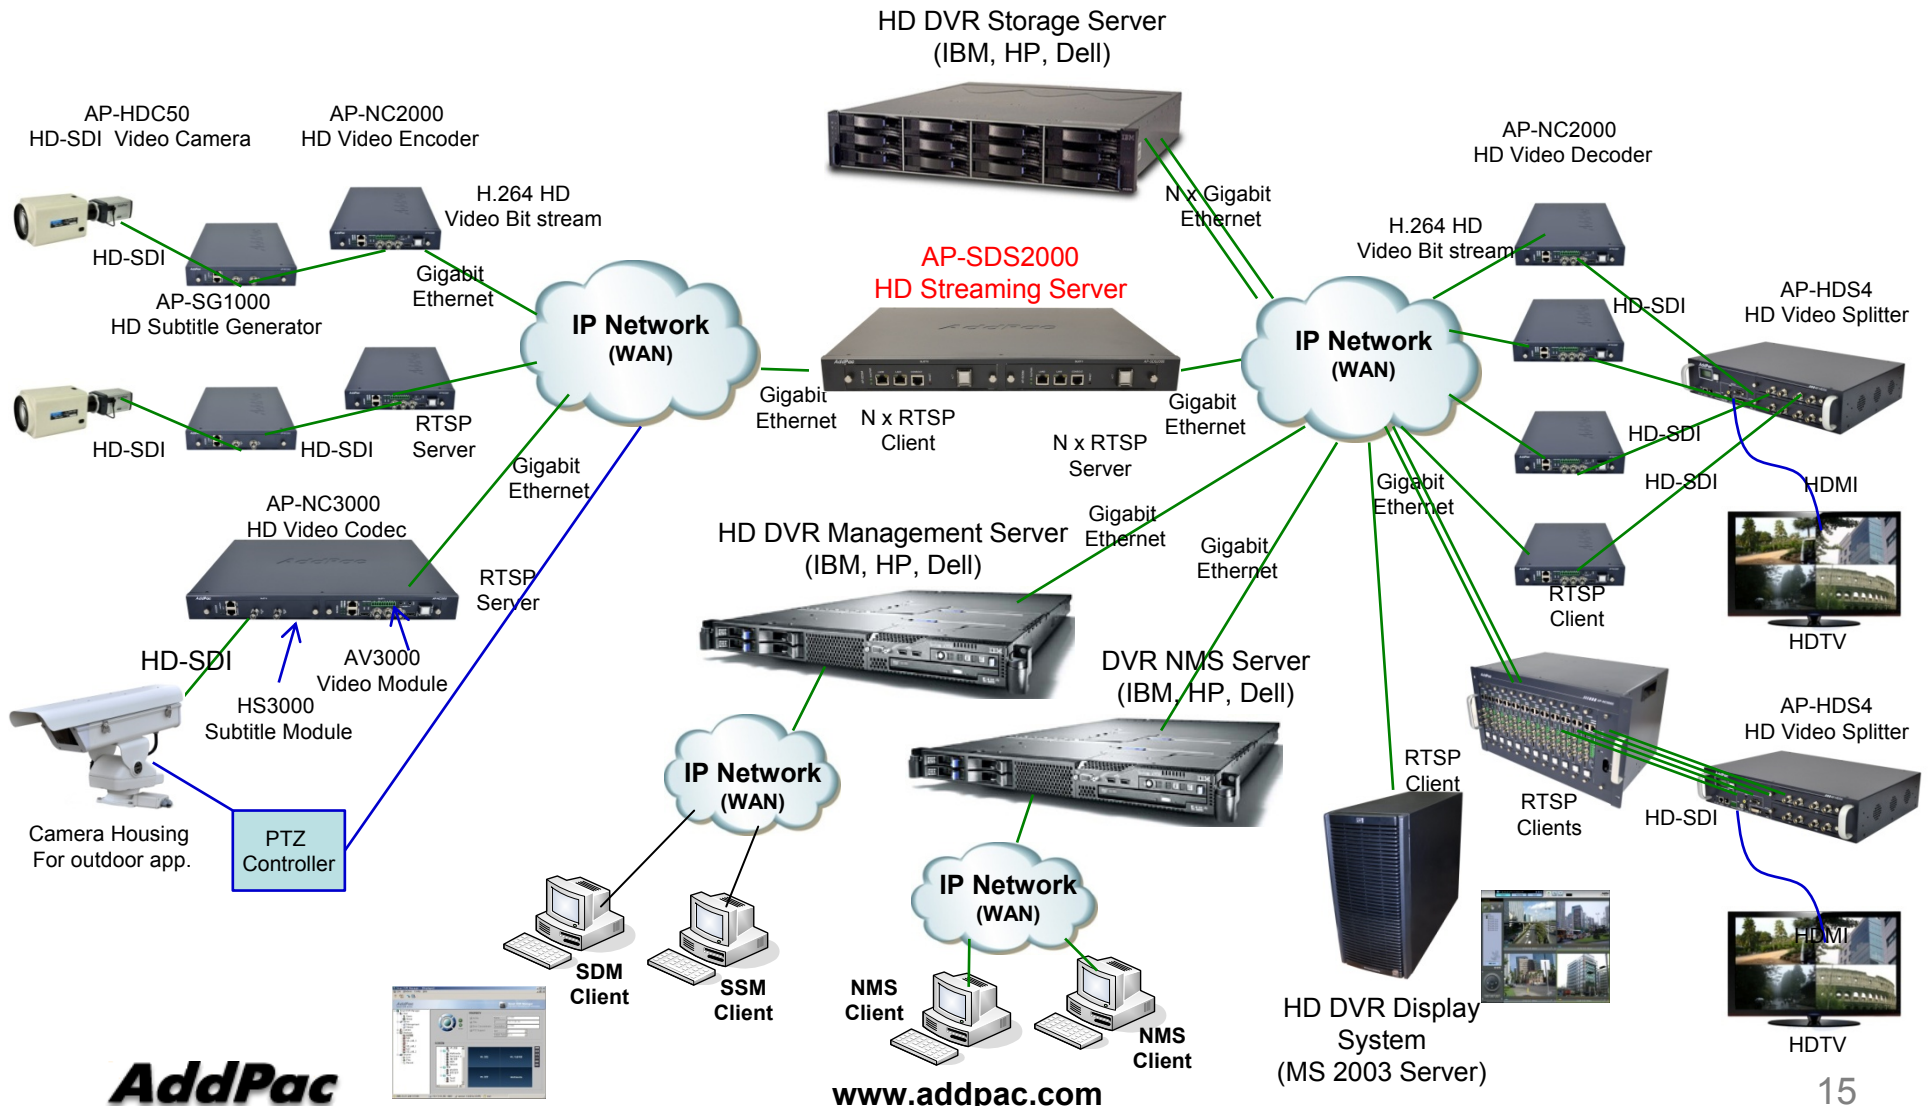 HD DVR Storage Server
(IBM, HP, Dell)
AP-HDC50
HD-SDI Video Camera
AP-NC2000
HD Video Encoder
AP-NC2000
HD Video Decoder
H.264 HD
Video Bit stream
N x Gigabit
Ethernet
H.264 HD
Video Bit stream
HD-SDI
Gigabit
Ethernet
AP-SG1000
HD Subtitle Generator
AP-SDS2000
HD Streaming Server
IP Network
(WAN)
IP Network
(WAN)
HD-SDI
AP-HDS4
HD Video Splitter
AddPac
AddPac
Gigabit
Ethernet
N x RTSP
Client
N x RTSP
Server
Gigabit
Ethernet
RTSP
Server
HD-SDI
HD-SDI
HD-SDI
HD-SDI
Gigabit
Ethernet
Gigabit
Ethernet
HDMI
AP-NC3000
HD Video Codec
AddPac
AddPac
RTSP
Server
HD DVR Management Server
(IBM, HP, Dell)
Gigabit
Ethernet
Gigabit
Ethernet
RTSP
Client
HDTV
HD-SDI
AV3000
Video Module
HS3000
Subtitle Module
DVR NMS Server
(IBM, HP, Dell)
AP-HDS4
HD Video Splitter
IP Network
(WAN)
RTSP
Client
RTSP
Clients
HD-SDI
Camera Housing
For outdoor app.
PTZ
Controller
IP Network
(WAN)
HDMI
SDM
Client
SSM
Client
NMS
Client
NMS
Client
HD DVR Display
System
(MS 2003 Server)
HDTV
AddPac
www.addpac.com
15